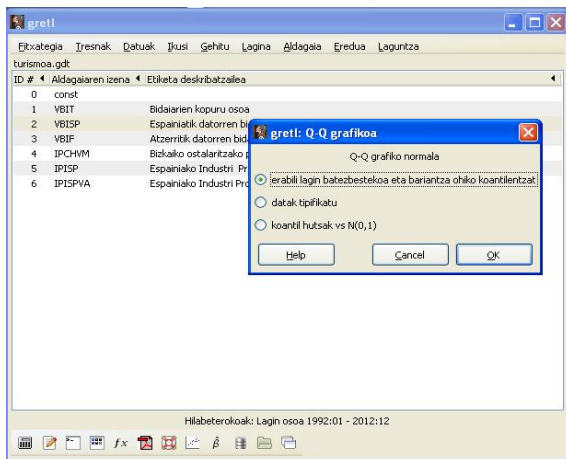 gretl
Fitxategia Tresnak Datuak Ikusi Gehitu Lagina Aldagaia Eredua Laguntza
turismoa.gdt
ID # Aldagaiaren izena Etiketa deskribatzailea
0 const
1 VBIT Bidaiarien kopuru osoa
2 VBISP Espainiatik datorren bi
3 VBIF Atzerritik datorren bid
4 IPCHVM Bizkaiko ostalaritzako p
5 IPISP Espainiako Industri Pr
6 IPISPVA Espainiako Industri Pro
gretl: Q-Q grafikoa
Q-Q grafiko normala
erabili lagin batezbestekoa eta bariantza ohiko koantilentzat
datak tipifikatu
koantil hutsak vs N(0,1)
Help Cancel OK
Hilabeterokoak: Lagin osoa 1992:01 - 2012:12
fx β̂